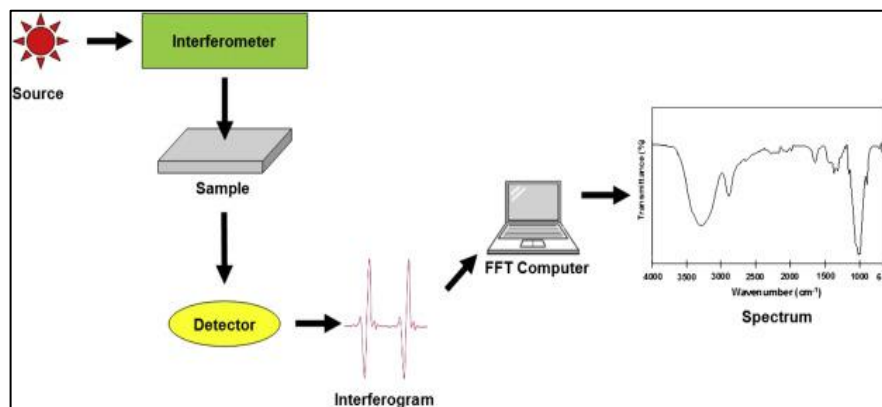 Interferometer
Source
Sample
Detector
Interferogram
FFT Computer
Transmittance (%)
4000 3500 3000 2500 2000 1500 1000 6
Wavenumber (cm⁻¹)
Spectrum